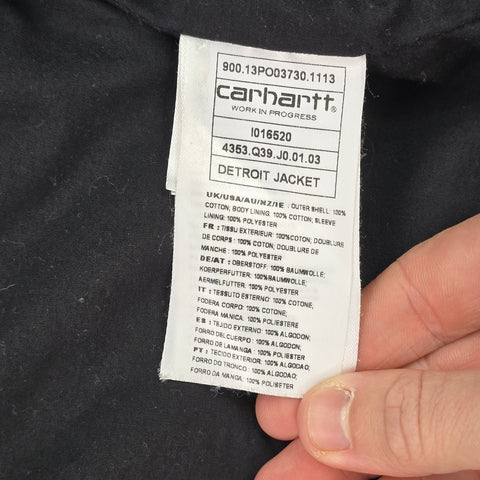 900.13PO03730.1113
carhartt
WORK IN PROGRESS
I016520
4353.Q39.J0.01.03
DETROIT JACKET
UK/USA/AU/NZ/IE : OUTER SHELL: 100%
COTTON; BODY LINING: 100% COTTON; SLEEVE
LINING: 100% POLYESTER
FR : TISSU EXTERIEUR: 100% COTON; DOUBLURE
DE CORPS : 100% COTON; DOUBLURE DE
MANCHE : 100% POLYESTER
DE/AT : OBERSTOFF: 100% BAUMWOLLE;
KOERPERFUTTER: 100% BAUMWOLLE;
AERMELFUTTER: 100% POLYESTER
IT : TESSUTO ESTERNO: 100% COTONE;
FODERA CORPO: 100% COTONE;
FODERA MANICA: 100% POLIESTERE
ES : TEJIDO EXTERNO: 100% ALGODON;
FORRO DEL CUERPO: 100% ALGODON;
FORRO DE LA MANGA: 100% POLIESTER
PT : TECIDO EXTERIOR: 100% ALGODAO;
FORRO DO TRONCO: 100% ALGODAO;
FORRO DA MANGA: 100% POLIESTER